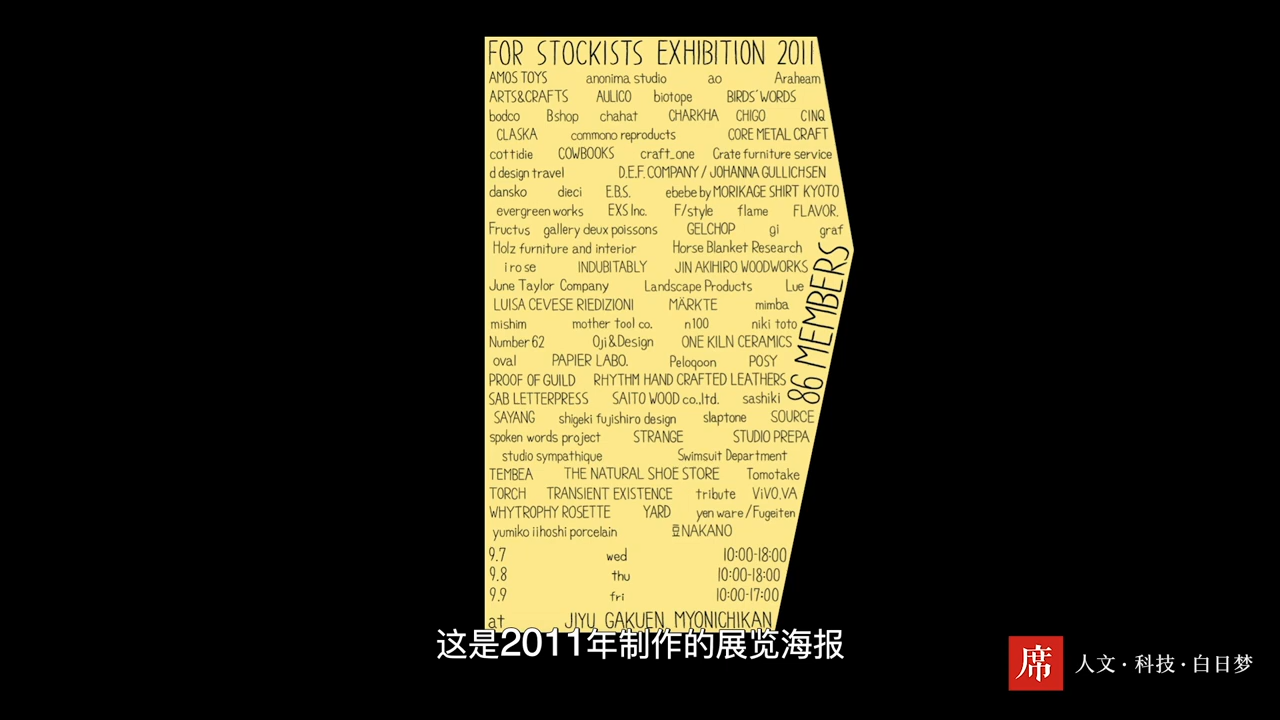 FOR STOCKISTS EXHIBITION 2011
AMOS TOYS anonima studio ao Araheam
ARTS&CRAFTS AULICO biotope BIRDS' WORDS
bodco Bshop chahat CHARKHA CHIGO CINQ
CLASKA commono reproducts CORE METAL CRAFT
cottidie COWBOOKS craft_one Crate furniture service
d design travel D.E.F. COMPANY / JOHANNA GULLICHSEN
dansko dieci E.B.S. ebebe by MORIKAGE SHIRT KYOTO
evergreen works EXS Inc. F/style flame FLAVOR.
Fructus gallery deux poissons GELCHOP gi graf
Holz furniture and interior Horse Blanket Research
i ro se INDUBITABLY JIN AKIHIRO WOODWORKS
June Taylor Company Landscape Products Lue
LUISA CEVESE RIEDIZIONI MÄRKTE mimba
mishim mother tool co. n100 niki toto
Number 62 Oji&Design ONE KILN CERAMICS
oval PAPIER LABO. Peloqoon POSY
PROOF OF GUILD RHYTHM HAND CRAFTED LEATHERS
SAB LETTERPRESS SAITO WOOD co.,ltd. sashiki
SAYANG shigeki fujishiro design slaptone SOURCE
spoken words project STRANGE STUDIO PREPA
studio sympathique Swimsuit Department
TEMBEA THE NATURAL SHOE STORE Tomotake
TORCH TRANSIENT EXISTENCE tribute ViVO,VA
WHYTROPHY ROSETTE YARD yen ware / Fugeiten
yumiko iihoshi porcelain 豆NAKANO
86 MEMBERS
9.7 wed 10:00-18:00
9.8 thu 10:00-18:00
9.9 fri 10:00-17:00
at JIYU GAKUEN MYONICHIKAN
这是2011年制作的展览海报
席 人文·科技·白日梦